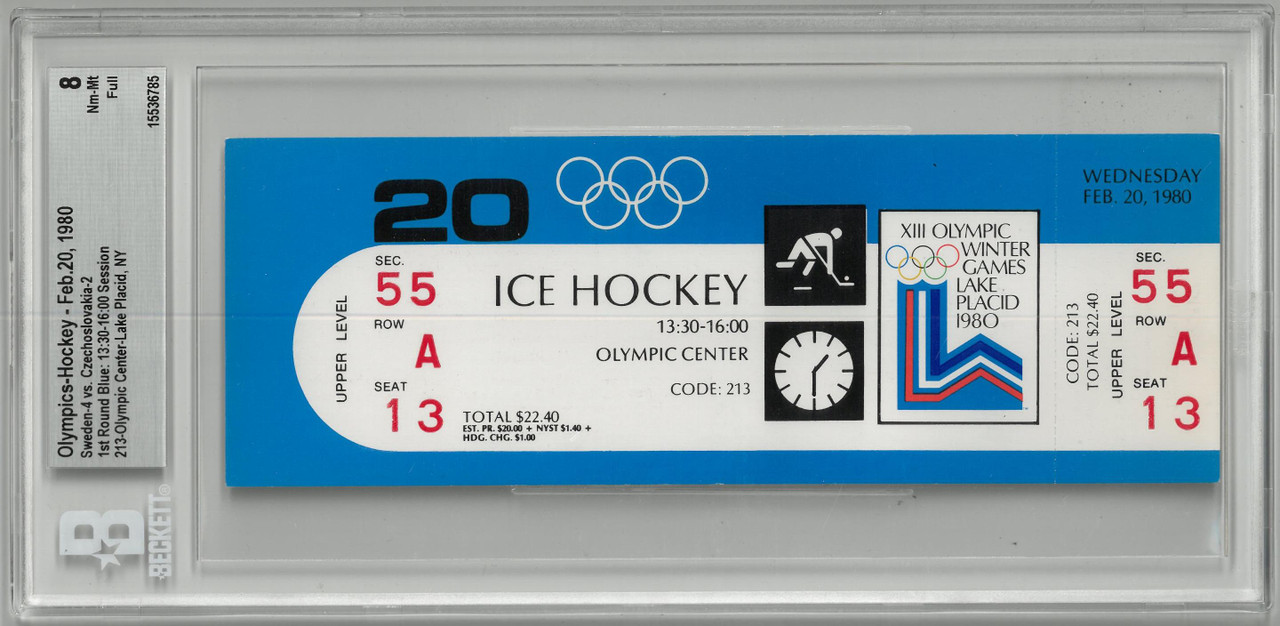 8
Nm-Mt
Full
15536785
Olympics-Hockey - Feb.20, 1980
Sweden-4 vs. Czechoslovakia-2
1st Round Blue: 13:30-16:00 Session
213-Olympic Center-Lake Placid, NY
B
BECKETT®
20
SEC.
55
ROW
A
SEAT
13
UPPER LEVEL
ICE HOCKEY
13:30-16:00
OLYMPIC CENTER
CODE: 213
TOTAL $22.40
EST. PR. $20.00 + NYST $1.40 +
HDG. CHG. $1.00
XIII OLYMPIC
WINTER
GAMES
LAKE
PLACID
1980
WEDNESDAY
FEB. 20, 1980
CODE: 213
TOTAL $22.40
UPPER LEVEL
SEC.
55
ROW
A
SEAT
13